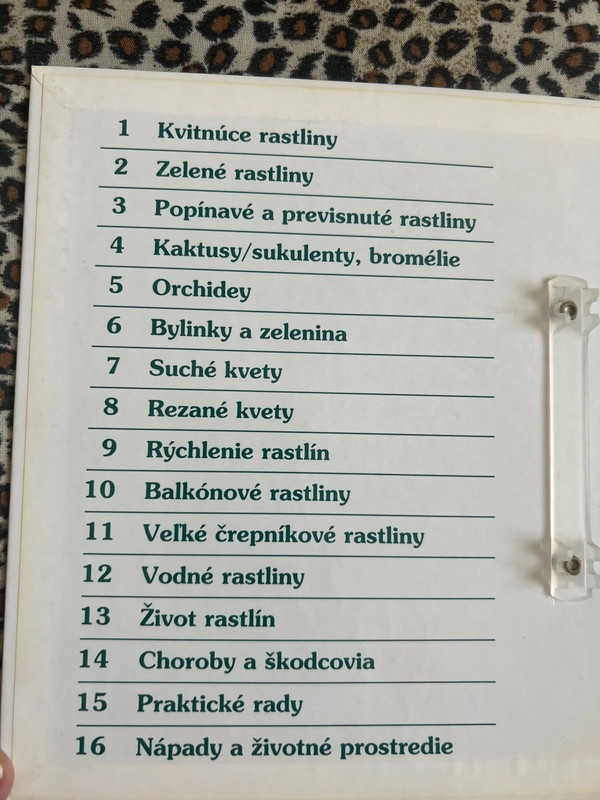 1 Kvitnúce rastliny
2 Zelené rastliny
3 Popínavé a previsnuté rastliny
4 Kaktusy/sukulenty, bromélie
5 Orchidey
6 Bylinky a zelenina
7 Suché kvety
8 Rezané kvety
9 Rýchlenie rastlín
10 Balkónové rastliny
11 Veľké črepníkové rastliny
12 Vodné rastliny
13 Život rastlín
14 Choroby a škodcovia
15 Praktické rady
16 Nápady a životné prostredie